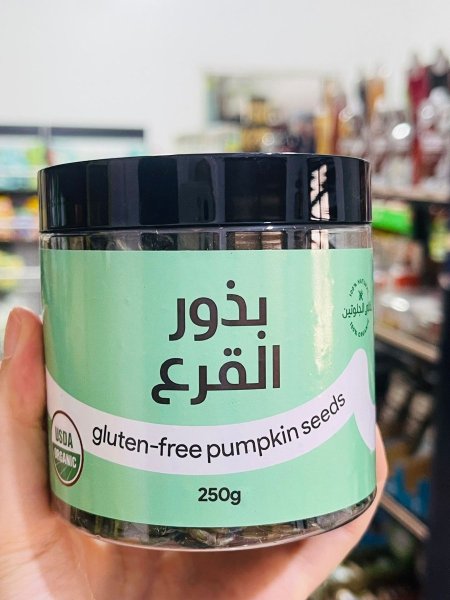 بذور
القرع
gluten-free pumpkin seeds
250g
USDA
ORGANIC